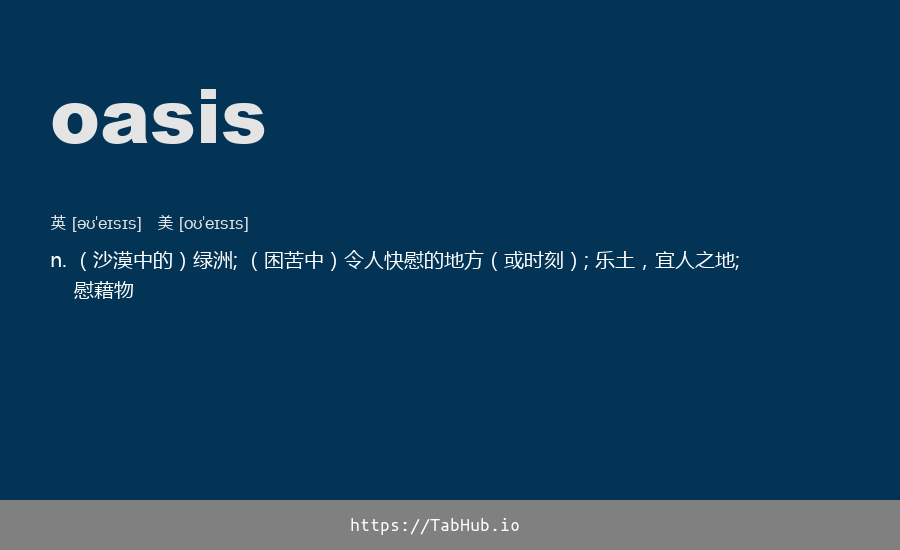 oasis
英 [əʊˈeɪsɪs] 美 [oʊˈeɪsɪs]
n.（沙漠中的）绿洲; （困苦中）令人快慰的地方（或时刻）; 乐土，宜人之地;
慰藉物
https://TabHub.io